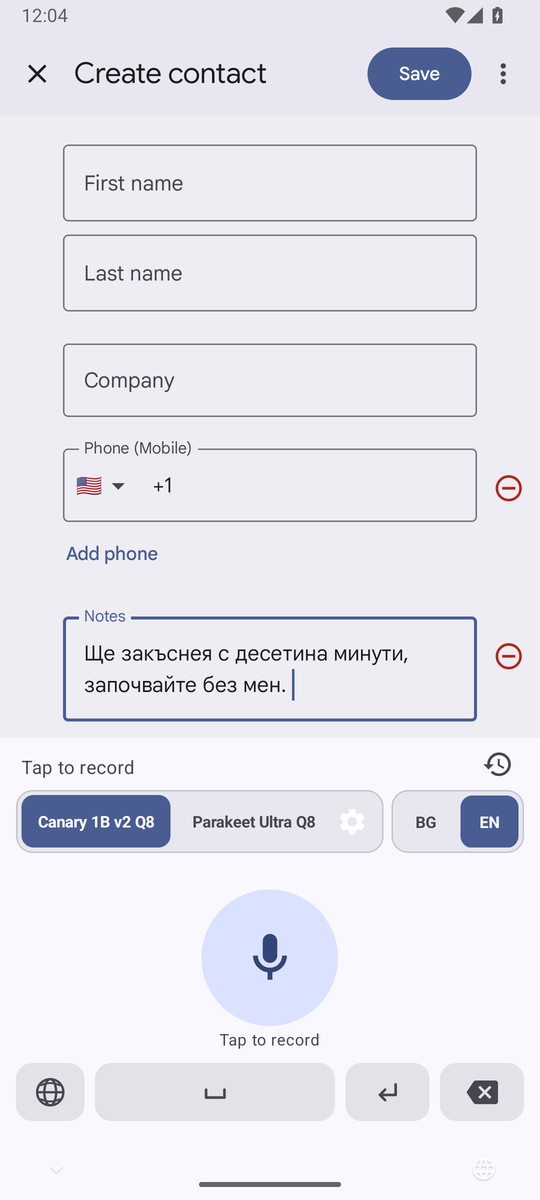 12:04
Create contact
Save
First name
Last name
Company
Phone (Mobile)
+1
Add phone
Notes
Ще закъснея с десетина минути,
започвайте без мен.
Tap to record
Canary 1B v2 Q8
Parakeet Ultra Q8
BG
EN
Tap to record